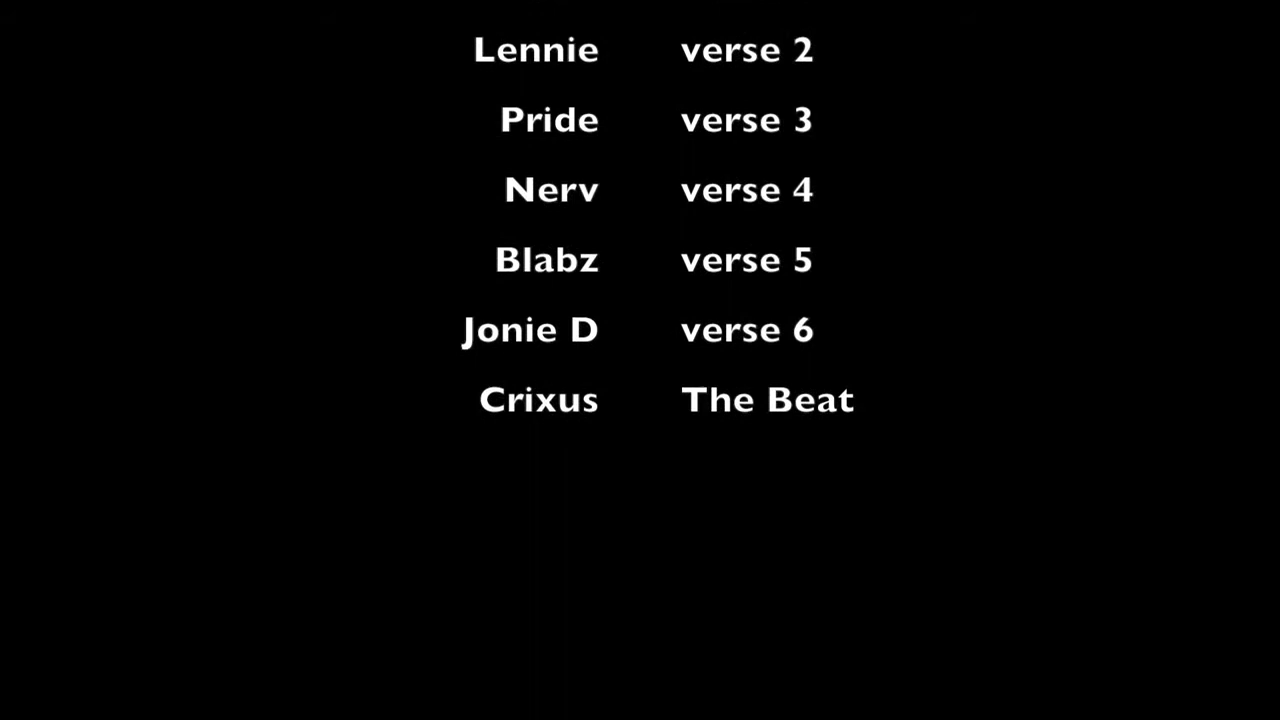 Lennie verse 2
Pride verse 3
Nerv verse 4
Blabz verse 5
Jonie D verse 6
Crixus The Beat